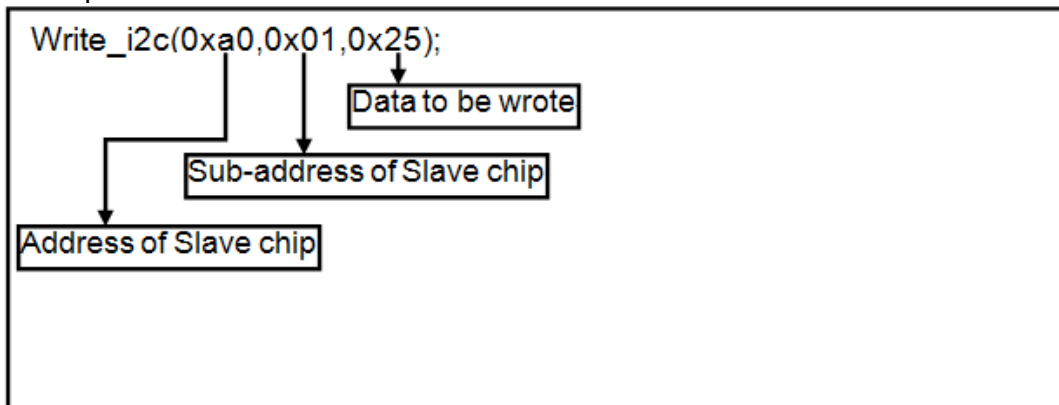 Write_i2c(0xa0,0x01,0x25);
Data to be wrote
Sub-address of Slave chip
Address of Slave chip